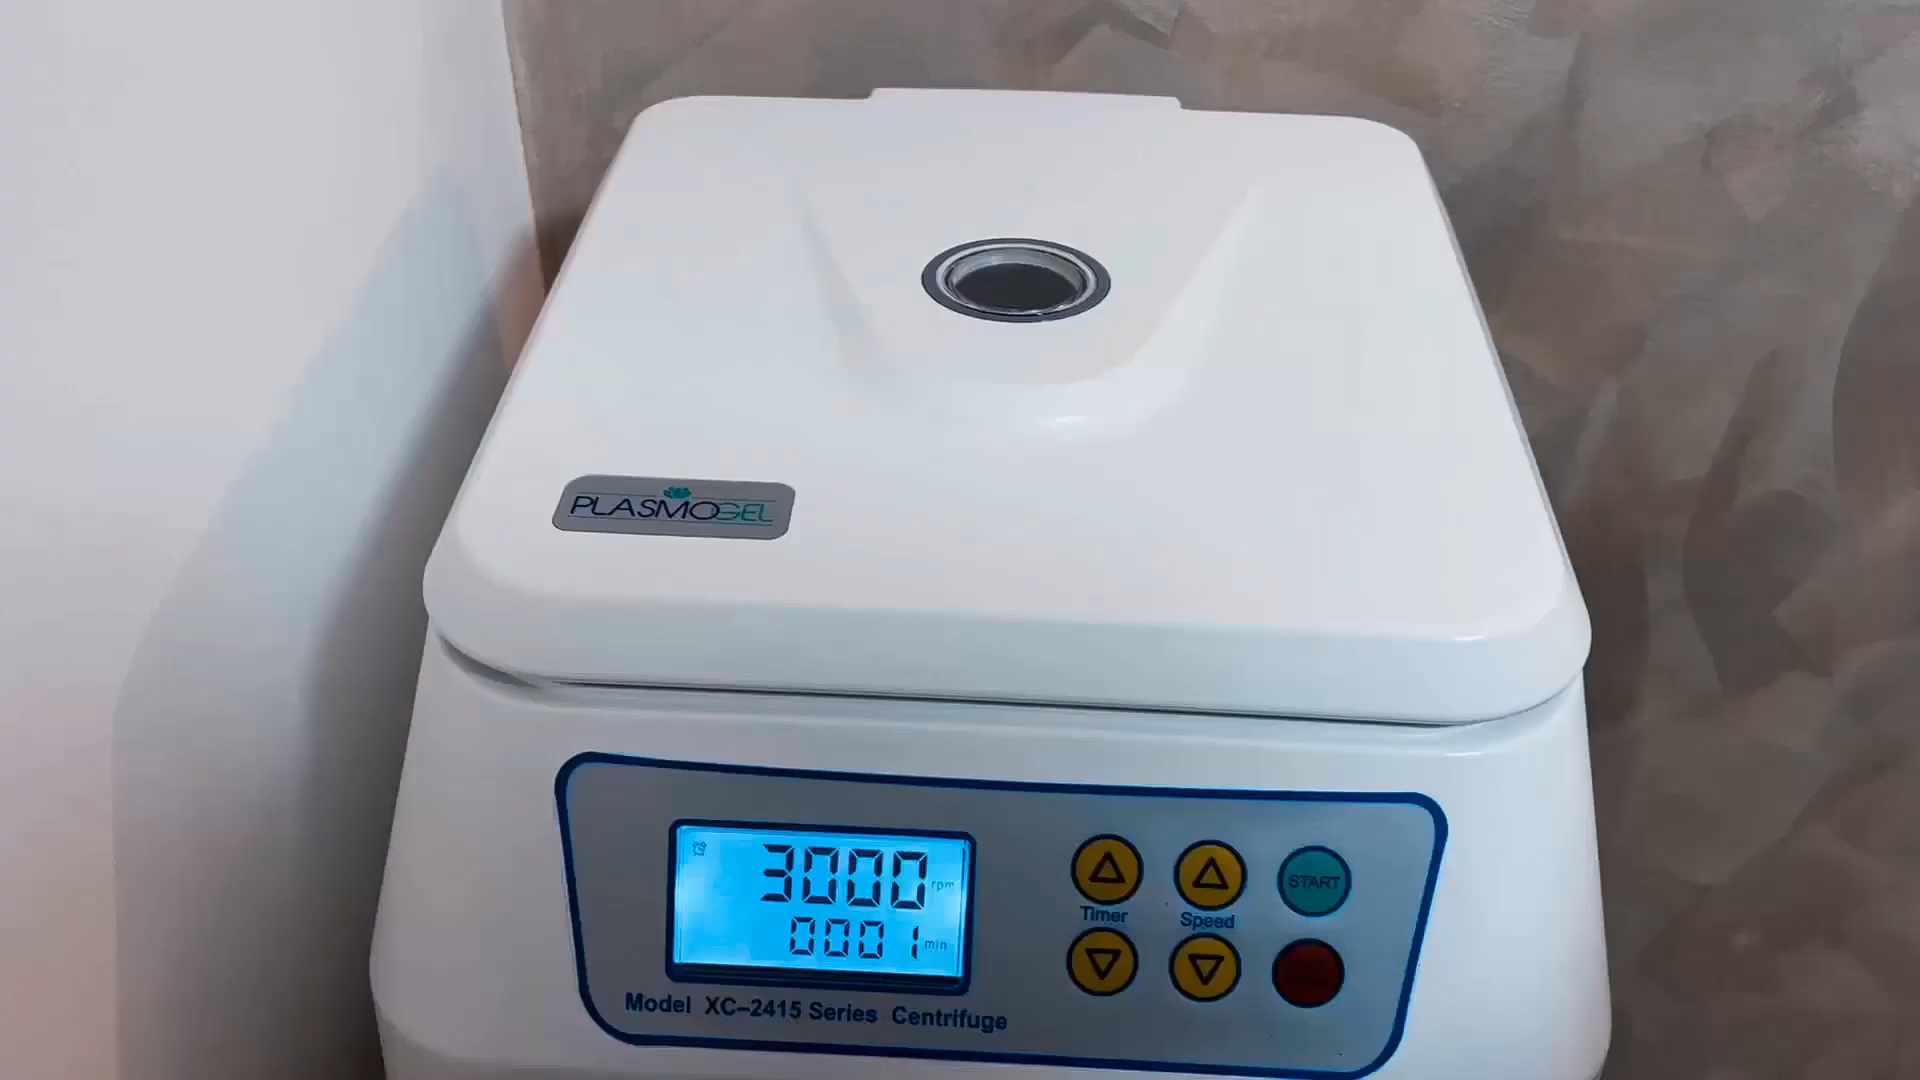 PLASMOGEL
3000 rpm
0001 min
Timer
Speed
START
Model XC–2415 Series Centrifuge